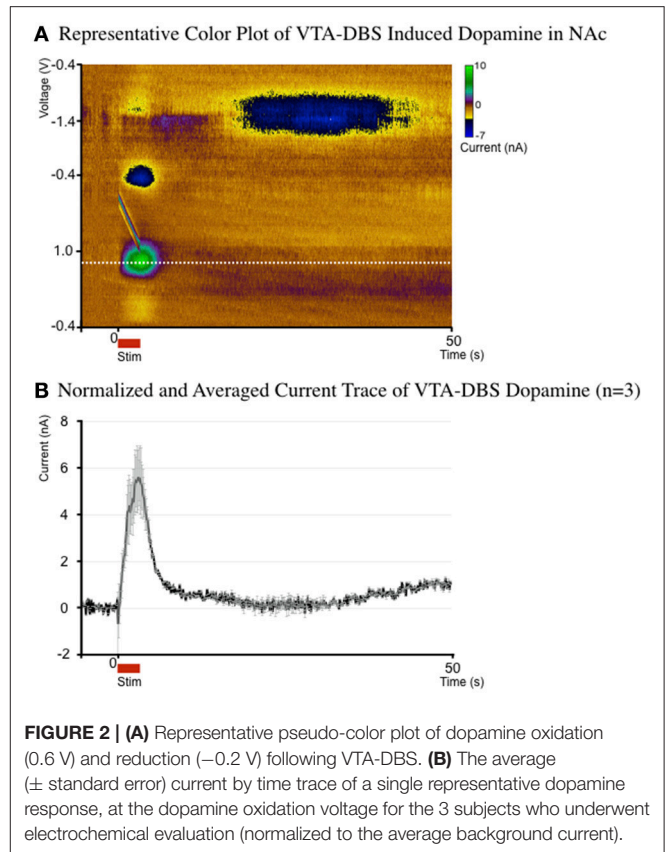 A Representative Color Plot of VTA-DBS Induced Dopamine in NAc
Voltage (V)
-0.4
-1.4
-0.4
1.0
-0.4
10
0
-7
Current (nA)
0
50
Stim
Time (s)
B Normalized and Averaged Current Trace of VTA-DBS Dopamine (n=3)
Current (nA)
8
6
4
2
0
-2
0
50
Stim
Time (s)
FIGURE 2 | (A) Representative pseudo-color plot of dopamine oxidation
(0.6 V) and reduction (−0.2 V) following VTA-DBS. (B) The average
(± standard error) current by time trace of a single representative dopamine
response, at the dopamine oxidation voltage for the 3 subjects who underwent
electrochemical evaluation (normalized to the average background current).